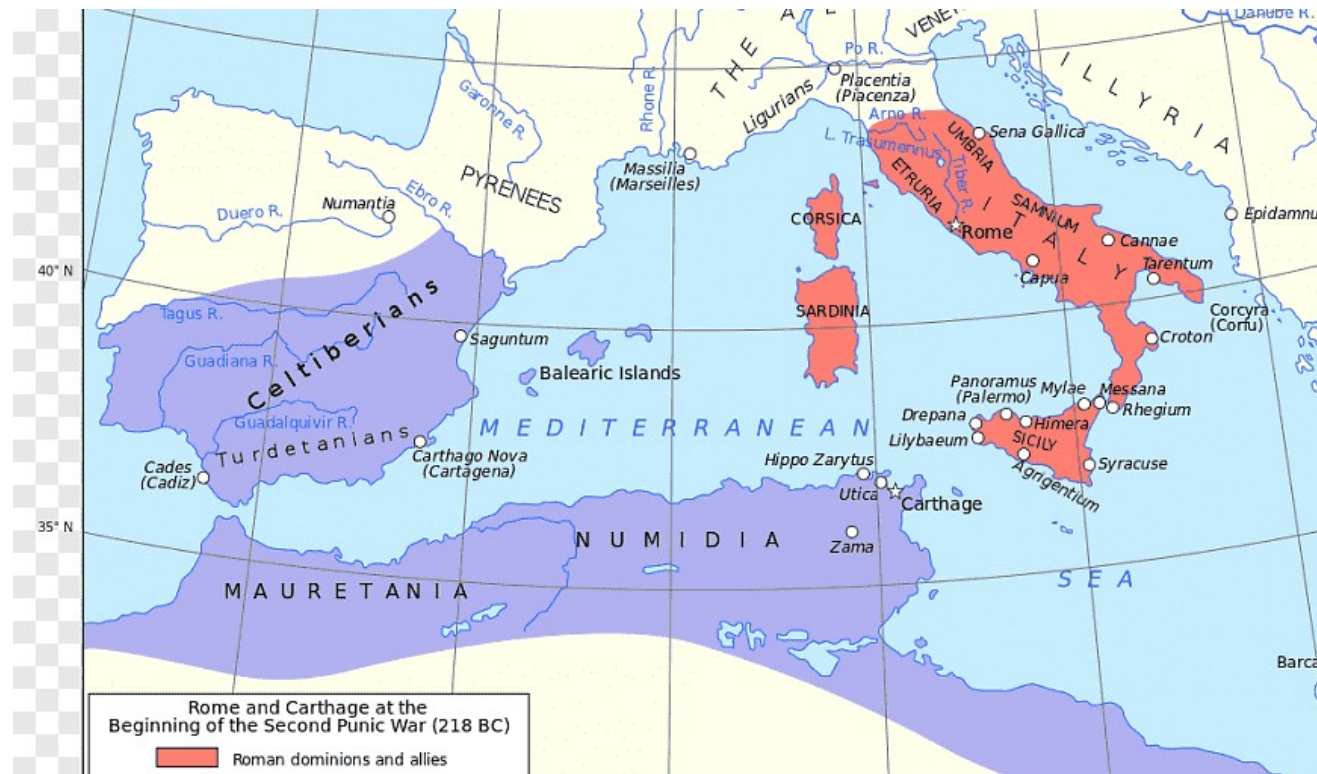 Danube R.
VENET
THE AL
Po R.
ILLYRIA
Placentia
(Piacenza)
Rhone R.
Garonne R.
Ligurians
Arno R.
UMBRIA
Sena Gallica
L. Trasumennus
Massilia
(Marseilles)
PYRENEES
Tiber R.
ETRURIA
Ebro R.
Numantia
Duero R.
SAMNIUM
ITALY
CORSICA
Epidamnu
Rome
Cannae
40° N
Capua
Tarentum
Celtiberians
Tagus R.
SARDINIA
Corcyra
(Corfu)
Saguntum
Croton
Guadiana R.
Balearic Islands
Panoramus
(Palermo)
Mylae
Messana
Rhegium
Drepana
Himera
Guadalquivir R.
MEDITERRANEAN
Turdetanians
Lilybaeum
SICILY
Carthago Nova
(Cartagena)
Hippo Zarytus
Syracuse
Cades
(Cadiz)
Agrigentium
Utica
Carthage
35° N
NUMIDIA
Zama
SEA
MAURETANIA
Barca
Rome and Carthage at the
Beginning of the Second Punic War (218 BC)
Roman dominions and allies